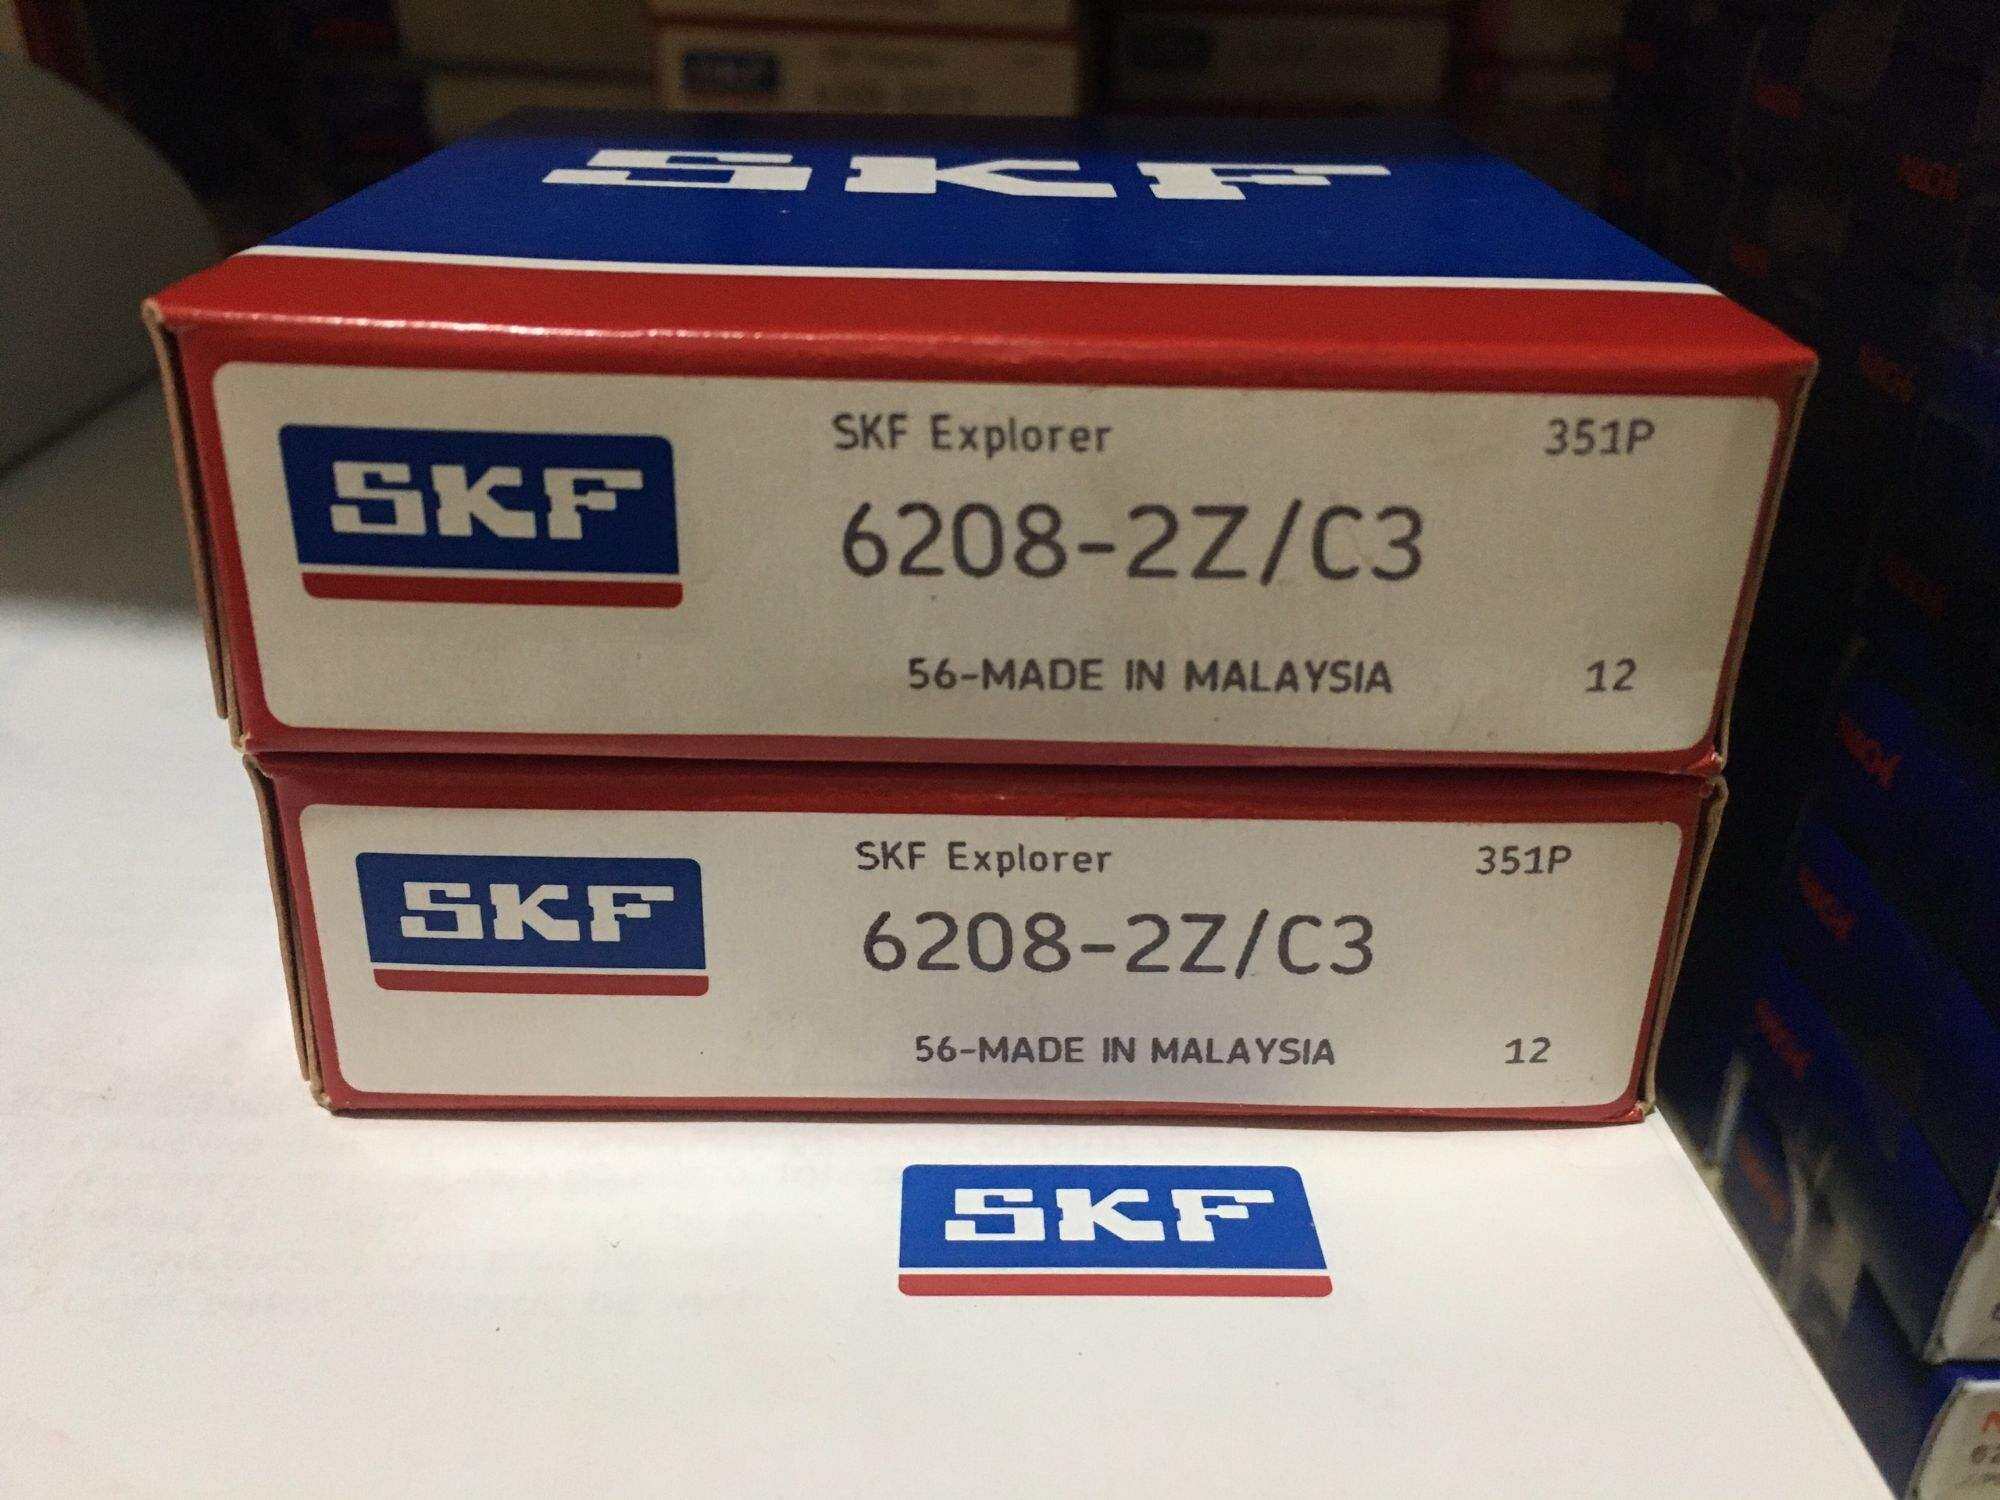 SKF
SKF
SKF Explorer 351P
SKF
6208-2Z/C3
56-MADE IN MALAYSIA 12
SKF Explorer 351P
SKF
6208-2Z/C3
56-MADE IN MALAYSIA 12
SKF